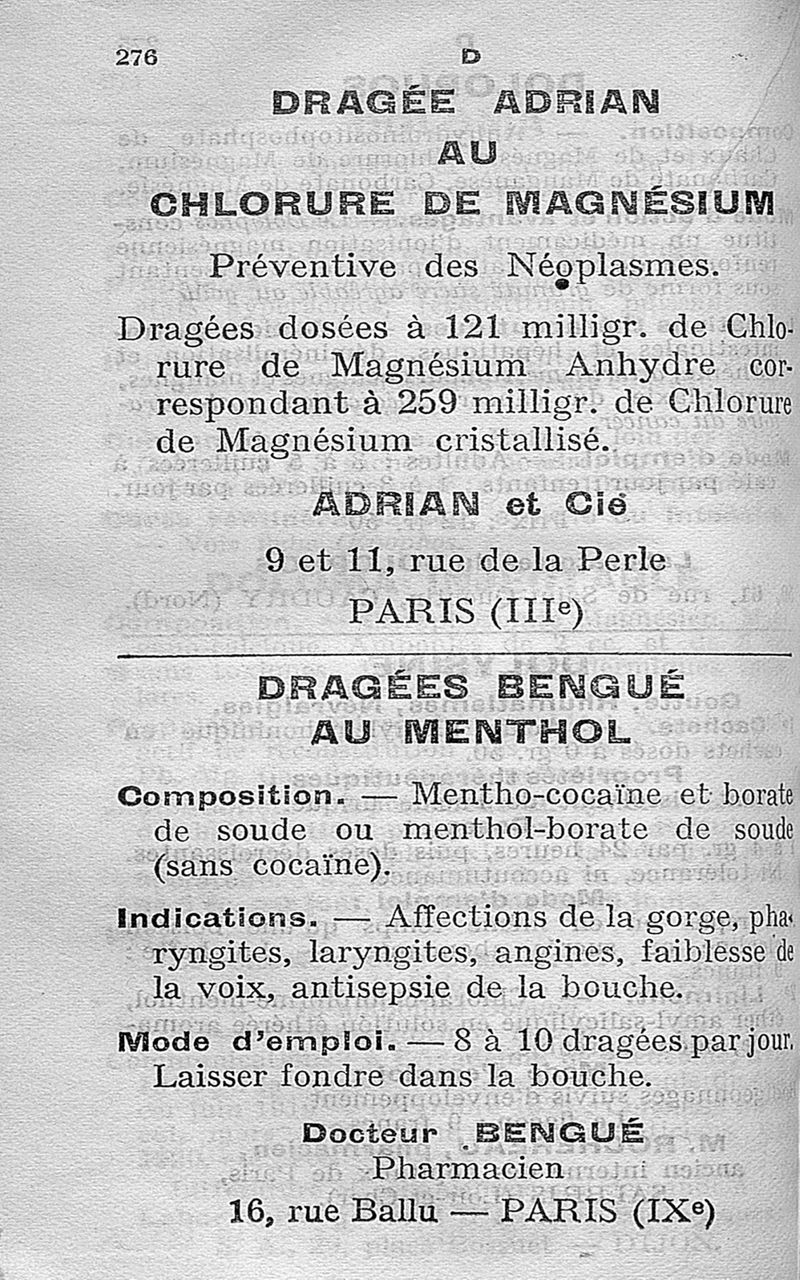 276 D
DRAGÉE ADRIAN
AU
CHLORURE DE MAGNÉSIUM
Préventive des Néoplasmes.
Dragées dosées à 121 milligr. de Chlo-
rure de Magnésium Anhydre cor-
respondant à 259 milligr. de Chlorure
de Magnésium cristallisé.
ADRIAN et Cie
9 et 11, rue de la Perle
PARIS (IIIe)
DRAGÉES BENGUÉ
AU MENTHOL
Composition. — Mentho-cocaïne et borate
de soude ou menthol-borate de soude
(sans cocaïne).
Indications. — Affections de la gorge, pha-
ryngites, laryngites, angines, faiblesse de
la voix, antisepsie de la bouche.
Mode d'emploi. — 8 à 10 dragées par jour.
Laisser fondre dans la bouche.
Docteur BENGUÉ
Pharmacien
16, rue Ballu — PARIS (IXe)